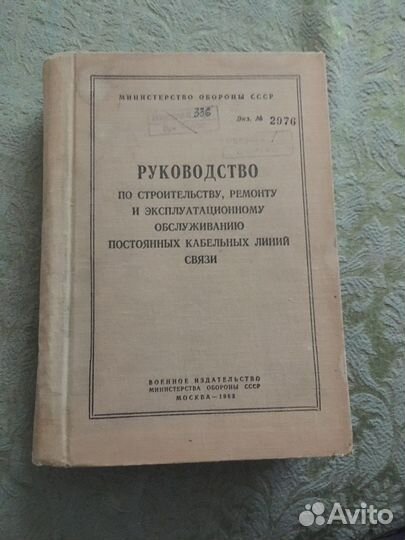 МИНИСТЕРСТВО ОБОРОНЫ СССР
336
Экз. № 2976
РУКОВОДСТВО
ПО СТРОИТЕЛЬСТВУ, РЕМОНТУ
И ЭКСПЛУАТАЦИОННОМУ
ОБСЛУЖИВАНИЮ
ПОСТОЯННЫХ КАБЕЛЬНЫХ ЛИНИЙ
СВЯЗИ
ВОЕННОЕ ИЗДАТЕЛЬСТВО
МИНИСТЕРСТВА ОБОРОНЫ СССР
МОСКВА—1962
Avito